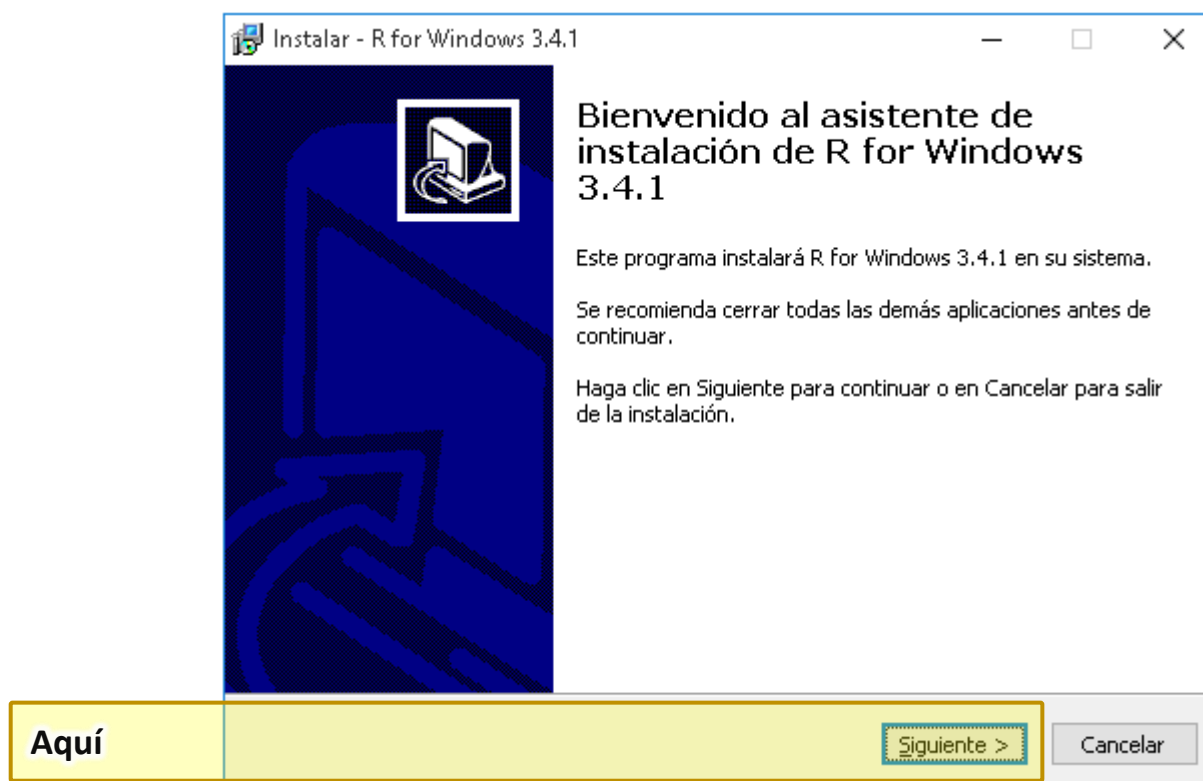 Instalar - R for Windows 3.4.1
Bienvenido al asistente de
instalación de R for Windows
3.4.1
Este programa instalará R for Windows 3.4.1 en su sistema.
Se recomienda cerrar todas las demás aplicaciones antes de
continuar.
Haga clic en Siguiente para continuar o en Cancelar para salir
de la instalación.
Aquí
Siguiente >
Cancelar